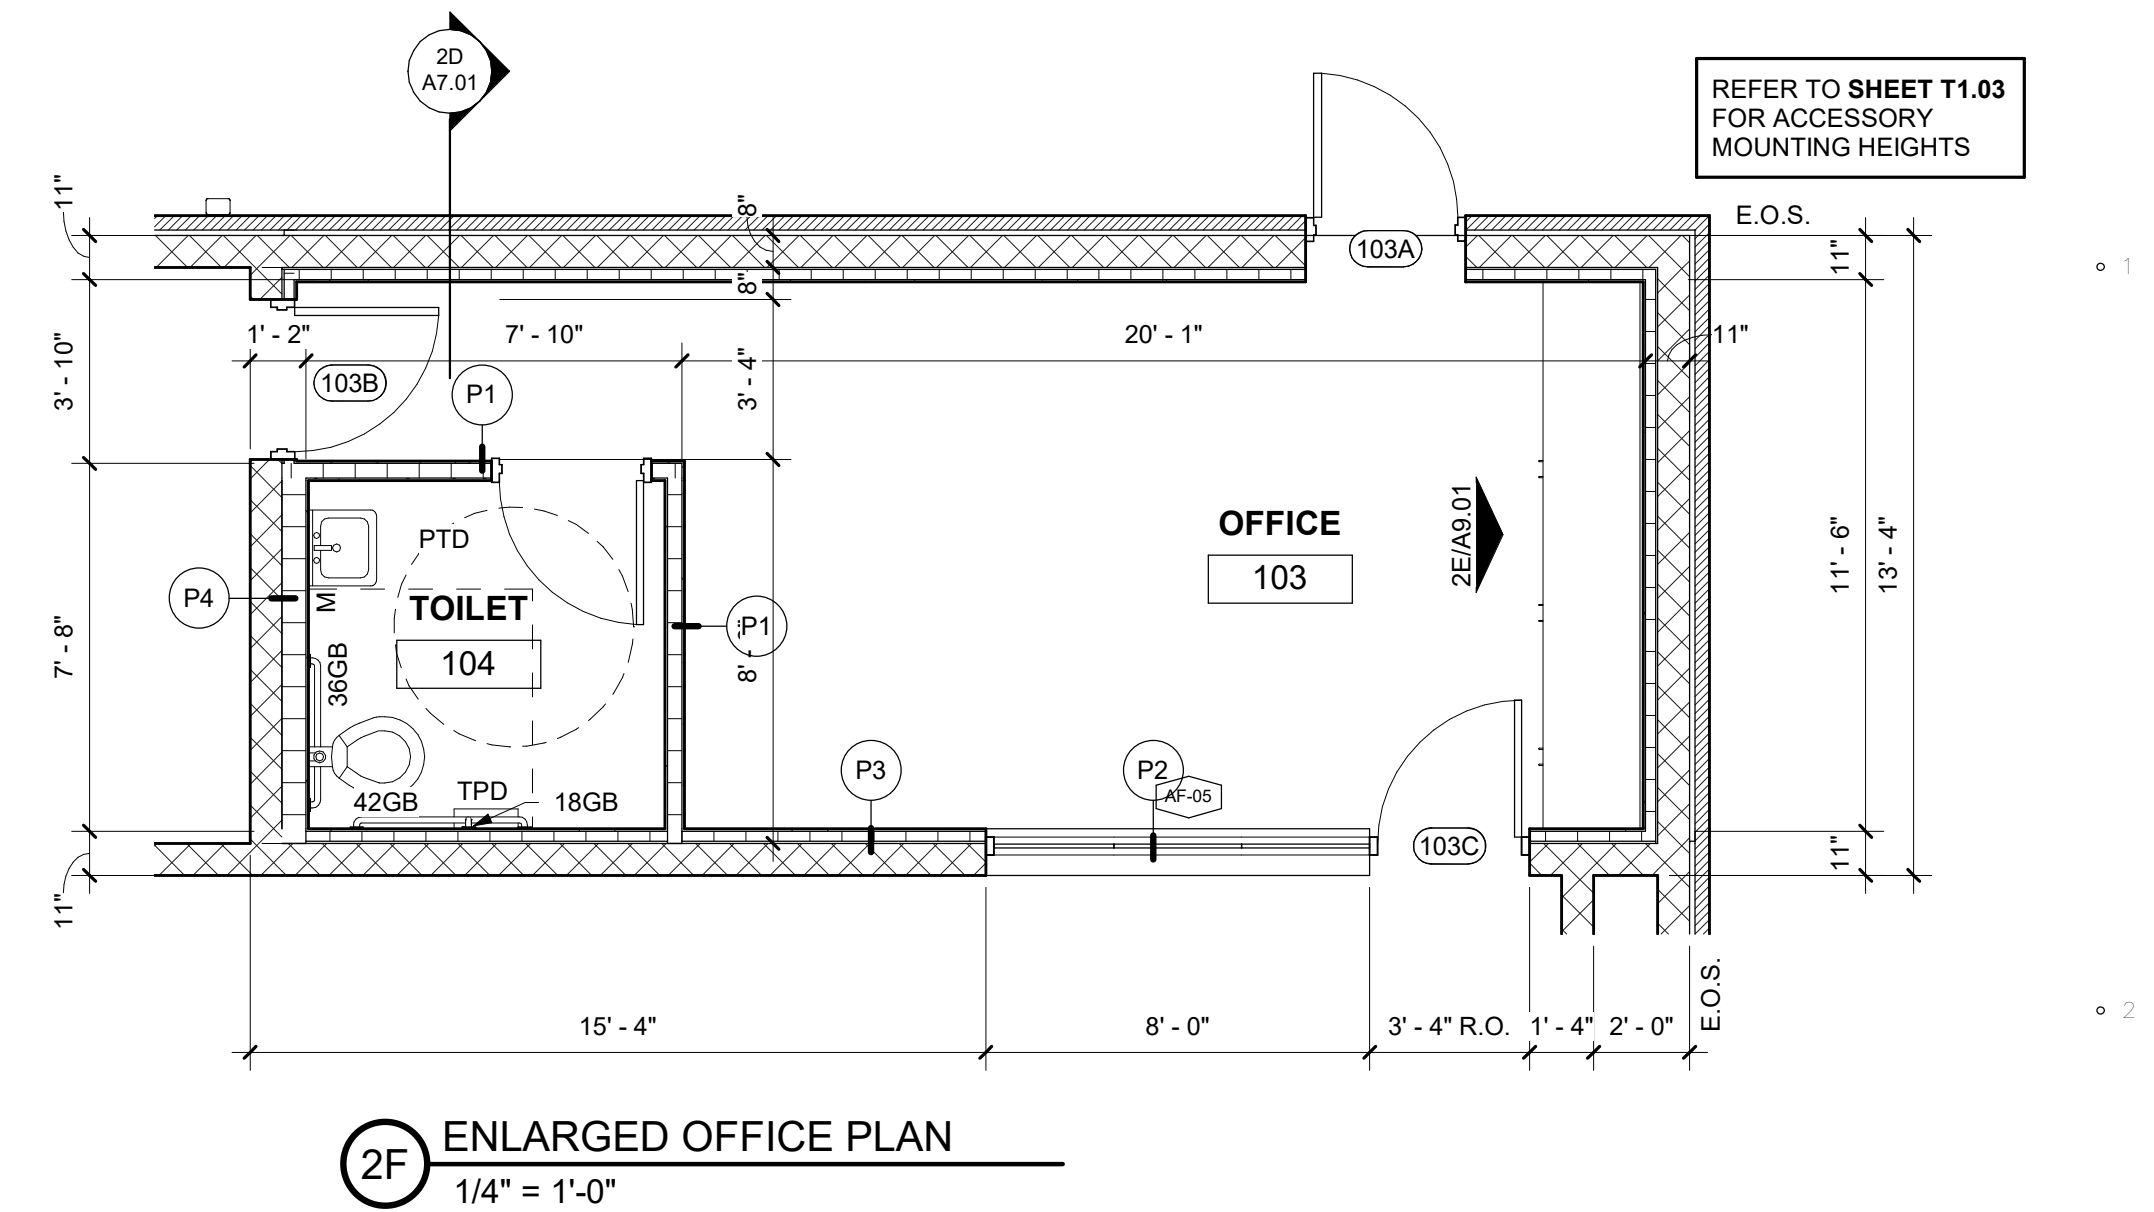 2D
A7.01
REFER TO SHEET T1.03
FOR ACCESSORY
MOUNTING HEIGHTS
E.O.S.
11"
8"
103A
11"
1
8"
1' - 2"
7' - 10"
20' - 1"
11"
3' - 10"
3' - 4"
103B
P1
PTD
OFFICE
103
2E/A9.01
11' - 6"
13' - 4"
P4
M
TOILET
104
P1
8' -
7' - 8"
36GB
TPD
42GB
18GB
P3
P2
AF-05
103C
11"
11"
E.O.S.
2
15' - 4"
8' - 0"
3' - 4" R.O.
1' - 4"
2' - 0"
2F
ENLARGED OFFICE PLAN
1/4" = 1'-0"